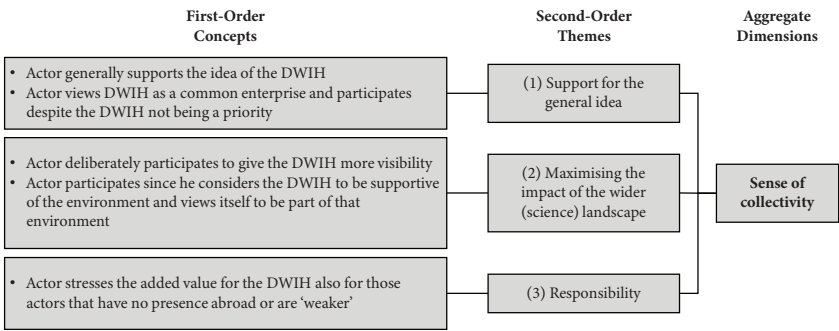 First-Order
Concepts
Second-Order
Themes
Aggregate
Dimensions
• Actor generally supports the idea of the DWIH
• Actor views DWIH as a common enterprise and participates
despite the DWIH not being a priority
(1) Support for the
general idea
• Actor deliberately participates to give the DWIH more visibility
• Actor participates since he considers the DWIH to be supportive
of the environment and views itself to be part of that
environment
(2) Maximising the
impact of the wider
(science) landscape
Sense of
collectivity
• Actor stresses the added value for the DWIH also for those
actors that have no presence abroad or are ‘weaker’
(3) Responsibility